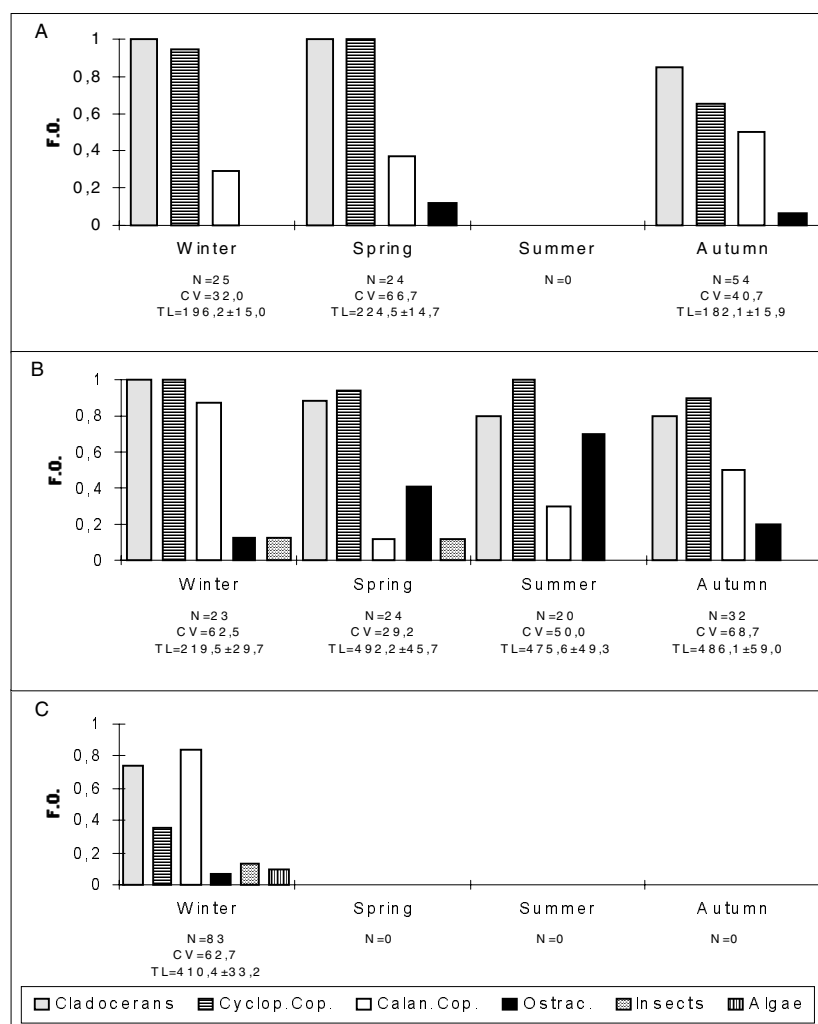 A
F.O.
1
0,8
0,6
0,4
0,2
0
Winter Spring Summer Autumn
N=25 N=24 N=0 N=54
CV=32,0 CV=66,7 CV=40,7
TL=196,2±15,0 TL=224,5±14,7 TL=182,1±15,9
B
F.O.
1
0,8
0,6
0,4
0,2
0
Winter Spring Summer Autumn
N=23 N=24 N=20 N=32
CV=62,5 CV=29,2 CV=50,0 CV=68,7
TL=219,5±29,7 TL=492,2±45,7 TL=475,6±49,3 TL=486,1±59,0
C
F.O.
1
0,8
0,6
0,4
0,2
0
Winter Spring Summer Autumn
N=83 N=0 N=0 N=0
CV=62,7
TL=410,4±33,2
Cladocerans Cyclop.Cop. Calan.Cop. Ostrac. Insects Algae